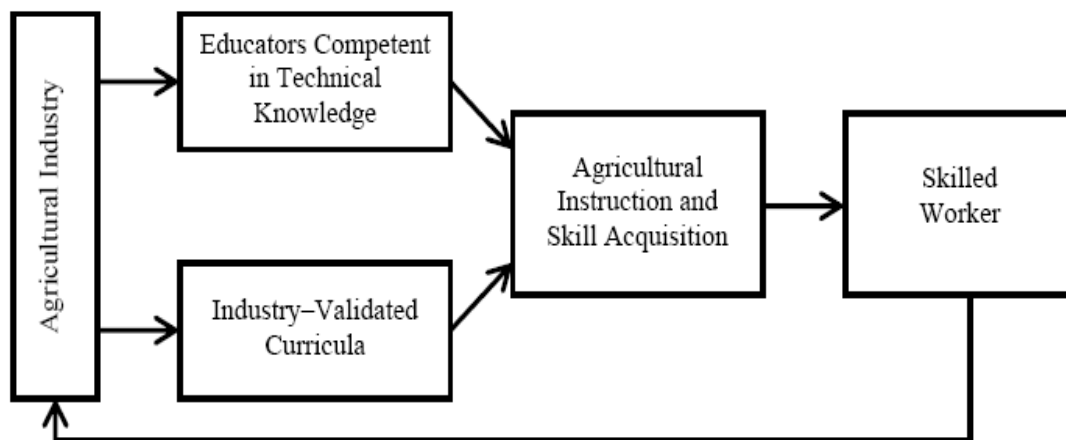 Agricultural Industry
Educators Competent
in Technical
Knowledge
Industry–Validated
Curricula
Agricultural
Instruction and
Skill Acquisition
Skilled
Worker